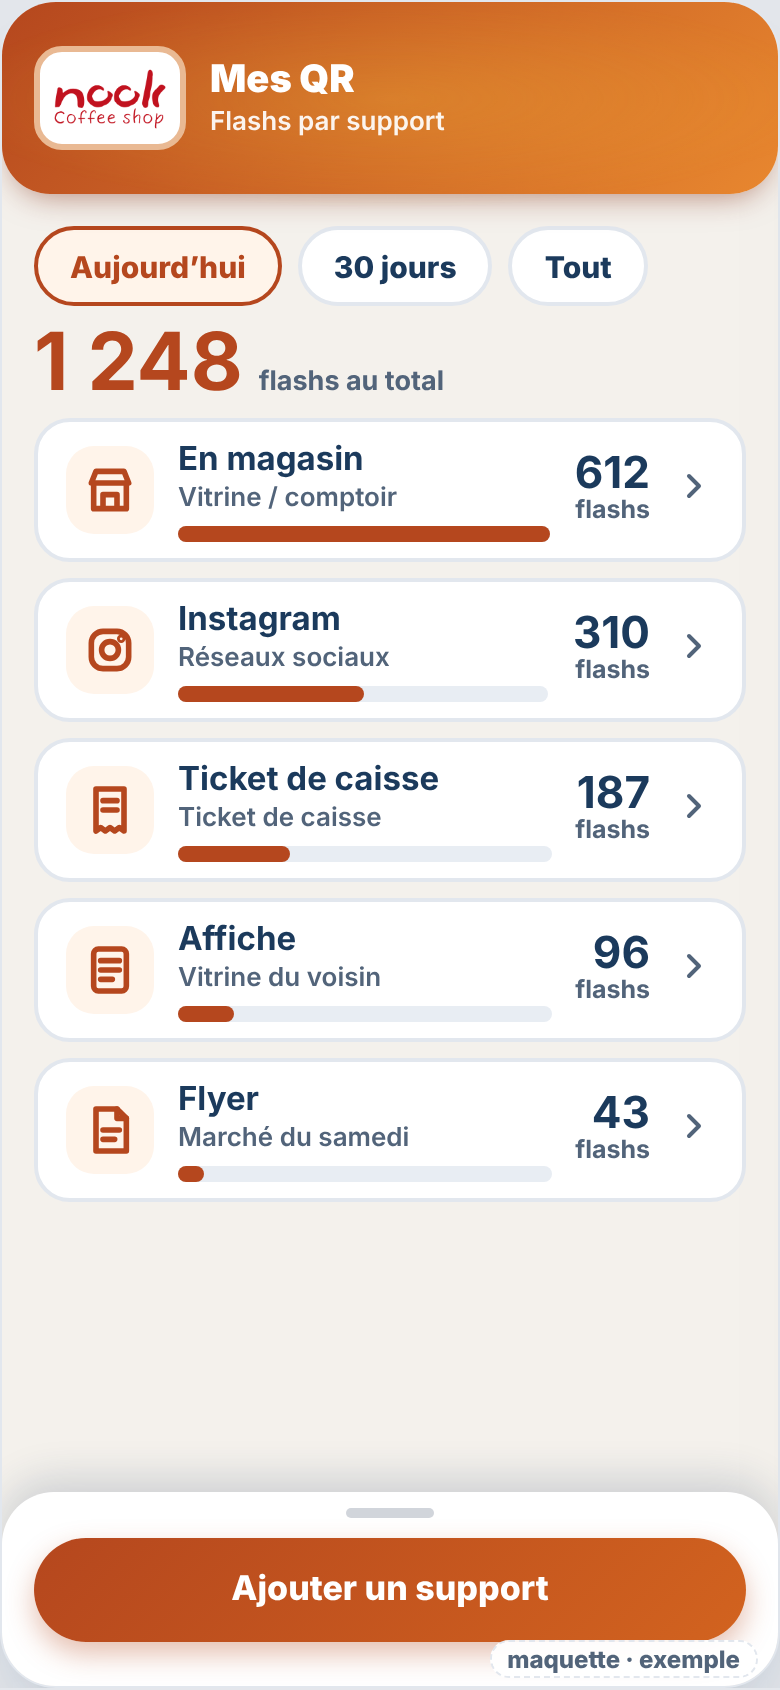 nook
Coffee shop
Mes QR
Flashs par support
Aujourd’hui
30 jours
Tout
1 248 flashs au total
En magasin
Vitrine / comptoir
612
flashs
Instagram
Réseaux sociaux
310
flashs
Ticket de caisse
Ticket de caisse
187
flashs
Affiche
Vitrine du voisin
96
flashs
Flyer
Marché du samedi
43
flashs
Ajouter un support
maquette · exemple